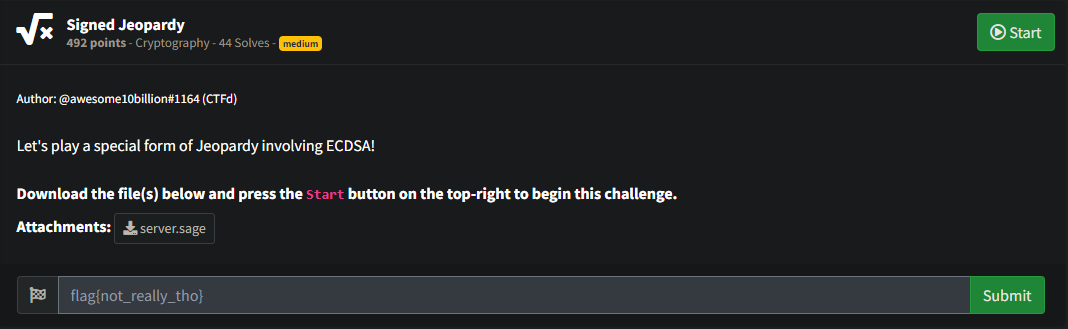 Signed Jeopardy
492 points - Cryptography - 44 Solves - medium
Start
Author: @awesome10billion#1164 (CTFd)
Let's play a special form of Jeopardy involving ECDSA!
Download the file(s) below and press the Start button on the top-right to begin this challenge.
Attachments: server.sage
flag{not_really_tho}
Submit